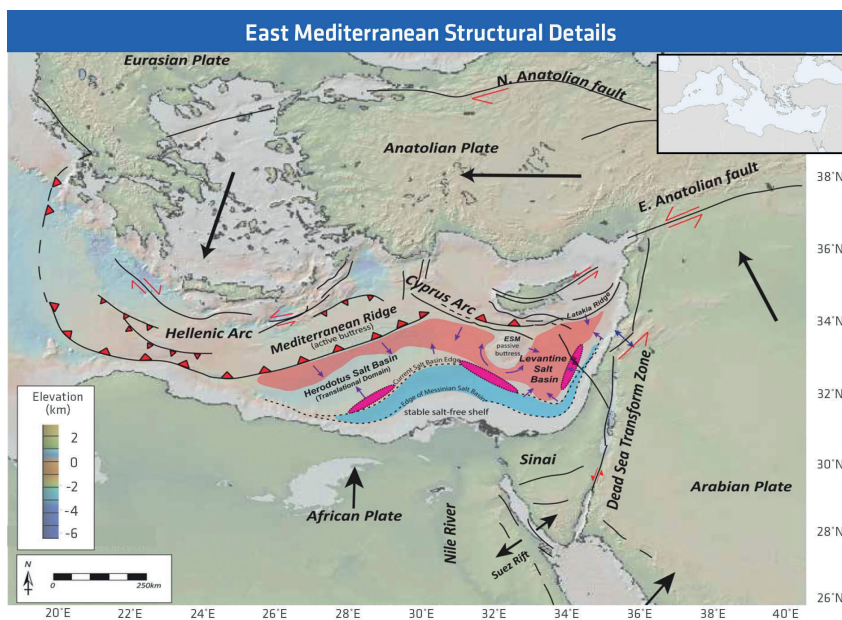 East Mediterranean Structural Details
Eurasian Plate
N. Anatolian fault
Anatolian Plate
38˚N
E. Anatolian fault
36˚N
Cyprus Arc
Latakia Ridge
34˚N
Hellenic Arc
Mediterranean Ridge
(active buttress)
ESM
passive
buttress
Levantine
Salt
Basin
Herodotus Salt Basin
(Translational Domain)
Current Salt Basin Edge
Edge of Messinian Salt Basin
stable salt-free shelf
32˚N
Dead Sea Transform Zone
Elevation
(km)
2
0
-2
-4
-6
Sinai
30˚N
Arabian Plate
African Plate
Nile River
Suez Rift
28˚N
N
0
250km
26˚N
20˚E
22˚E
24˚E
26˚E
28˚E
30˚E
32˚E
34˚E
36˚E
38˚E
40˚E